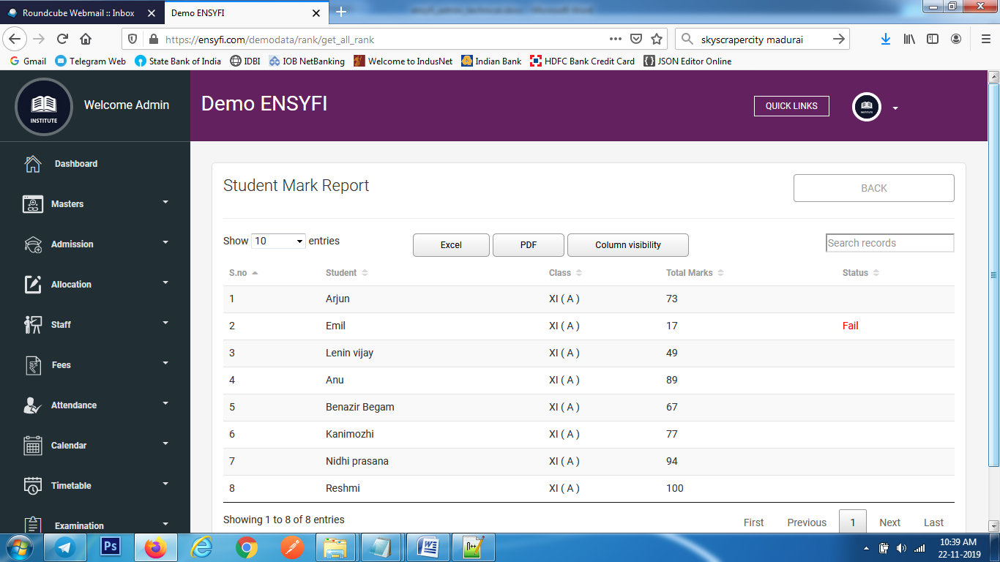 Roundcube Webmail :: Inbox
Demo ENSYFI
https://ensyfi.com/demodata/rank/get_all_rank
skyscrapercity madurai
Gmail Telegram Web State Bank of India IDBI IOB NetBanking Welcome to IndusNet Indian Bank HDFC Bank Credit Card JSON Editor Online
INSTITUTE
Welcome Admin
Demo ENSYFI
QUICK LINKS
Dashboard
Masters
Admission
Allocation
Staff
Fees
Attendance
Calendar
Timetable
Examination
Student Mark Report
BACK
Show 10 entries
Excel PDF Column visibility
Search records
S.no Student Class Total Marks Status
1 Arjun XI ( A ) 73
2 Emil XI ( A ) 17 Fail
3 Lenin vijay XI ( A ) 49
4 Anu XI ( A ) 89
5 Benazir Begam XI ( A ) 67
6 Kanimozhi XI ( A ) 77
7 Nidhi prasana XI ( A ) 94
8 Reshmi XI ( A ) 100
Showing 1 to 8 of 8 entries
First Previous 1 Next Last
Ps
10:39 AM
22-11-2019